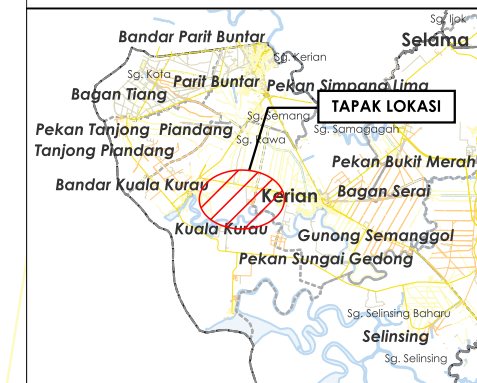 Sg. Ijok
Bandar Parit Buntar
Selama
Sg. Kerian
Sg. Kota
Parit Buntar
Pekan Simpang Lima
Bagan Tiang
TAPAK LOKASI
Sg. Semang
Pekan Tanjong Piandang
Sg. Samagagah
Sg. Rawa
Tanjong Piandang
Pekan Bukit Merah
Bandar Kuala Kurau
Kerian
Bagan Serai
Kuala Kurau
Gunong Semanggol
Pekan Sungai Gedong
Sg. Selinsing Baharu
Selinsing
Sg. Selinsing